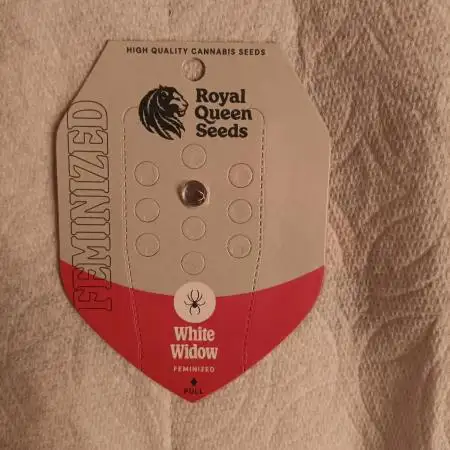 HIGH QUALITY CANNABIS SEEDS
Royal
Queen
Seeds
FEMINIZED
White
Widow
FEMINIZED
PULL